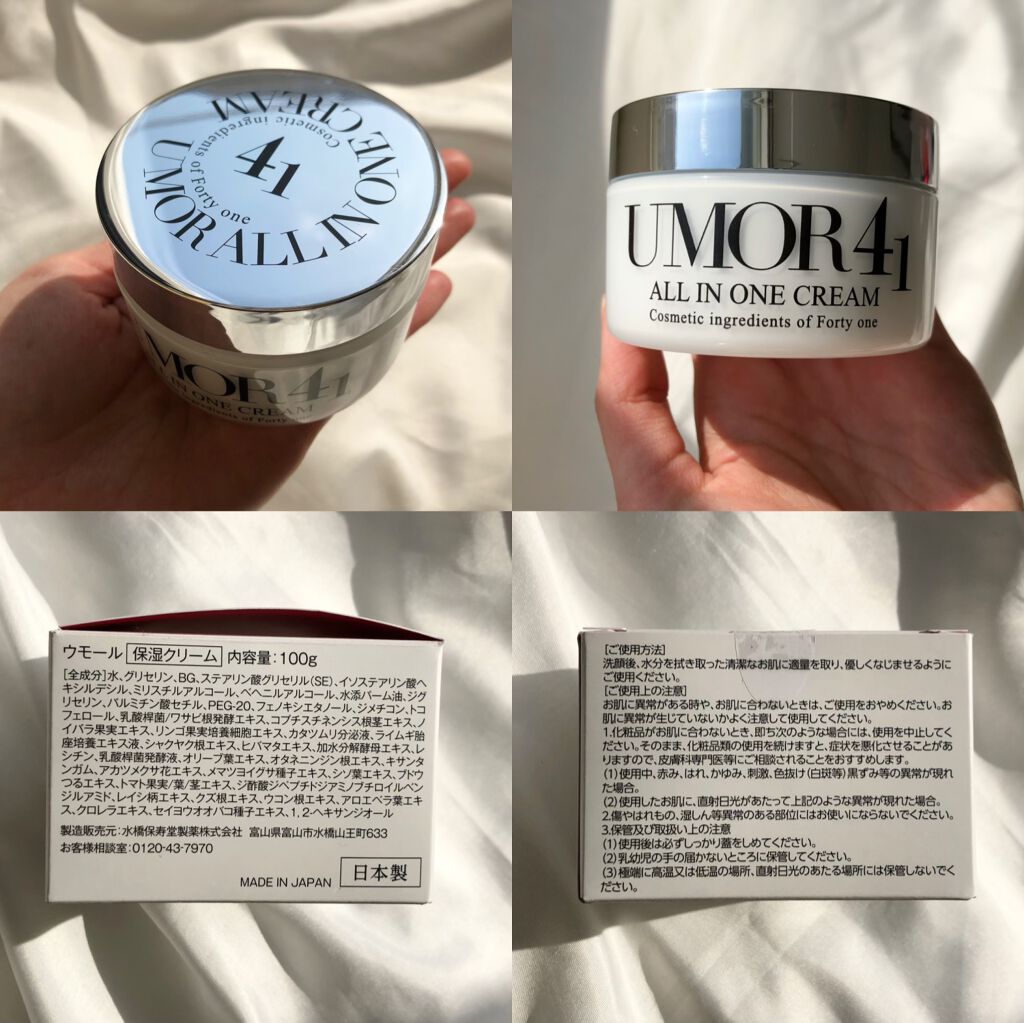 UMOR ALL IN ONE CREAM
Cosmetic ingredients of Forty one
41
UMOR41
ALL IN ONE CREAM
ingredients of Forty one
UMOR41
ALL IN ONE CREAM
Cosmetic ingredients of Forty one
ウモール 保湿クリーム 内容量:100g
[全成分]水、グリセリン、BG、ステアリン酸グリセリル(SE)、イソステアリン酸ヘ
キシルデシル、ミリスチルアルコール、ベヘニルアルコール、水添パーム油、ジグ
リセリン、パルミチン酸セチル、PEG-20、フェノキシエタノール、ジメチコン、トコ
フェロール、乳酸桿菌/ワサビ根発酵エキス、コプチスチネンシス根茎エキス、ノ
イバラ果実エキス、リンゴ果実培養細胞エキス、カタツムリ分泌液、ライムギ胎
座培養エキス液、シャクヤク根エキス、ヒバマタエキス、加水分解酵母エキス、レ
シチン、乳酸桿菌発酵液、オリーブ葉エキス、オタネニンジン根エキス、キサンタ
ンガム、アカツメクサ花エキス、メマツヨイグサ種子エキス、シソ葉エキス、ブドウ
つるエキス、トマト果実/葉/茎エキス、ジ酢酸ジペプチドジアミノブチロイルベン
ジルアミド、レイシ柄エキス、クズ根エキス、ウコン根エキス、アロエベラ葉エキ
ス、クロレラエキス、セイヨウオオバコ種子エキス、1,2-ヘキサンジオール
製造販売元:水橋保寿堂製薬株式会社 富山県富山市水橋山王町633
お客様相談室:0120-43-7970
MADE IN JAPAN 日本製
[ご使用方法]
洗顔後、水分を拭き取った清潔なお肌に適量を取り、優しくなじませるように
ご使用ください。
[ご使用上の注意]
お肌に異常がある時や、お肌に合わないときは、ご使用をおやめください。お
肌に異常が生じていないかよく注意して使用してください。
1.化粧品がお肌に合わないとき、即ち次のような場合には、使用を中止してく
ださい。そのまま、化粧品類の使用を続けますと、症状を悪化させることがあ
りますので、皮膚科専門医等にご相談されることをおすすめします。
(1)使用中、赤み、はれ、かゆみ、刺激、色抜け(白斑等)黒ずみ等の異常が現れ
た場合。
(2)使用したお肌に、直射日光があたって上記のような異常が現れた場合。
2.傷やはれもの、湿しん等異常のある部位にはお使いにならないでください。
3.保管及び取扱い上の注意
(1)使用後は必ずしっかり蓋をしめてください。
(2)乳幼児の手の届かないところに保管してください。
(3)極端に高温又は低温の場所、直射日光のあたる場所には保管しないでく
ださい。